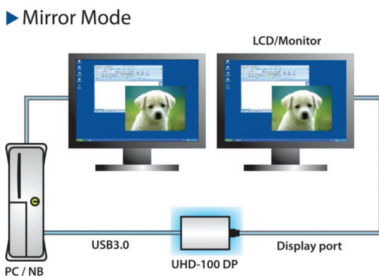 Mirror Mode
LCD/Monitor
USB3.0
Display port
UHD-100 DP
PC / NB